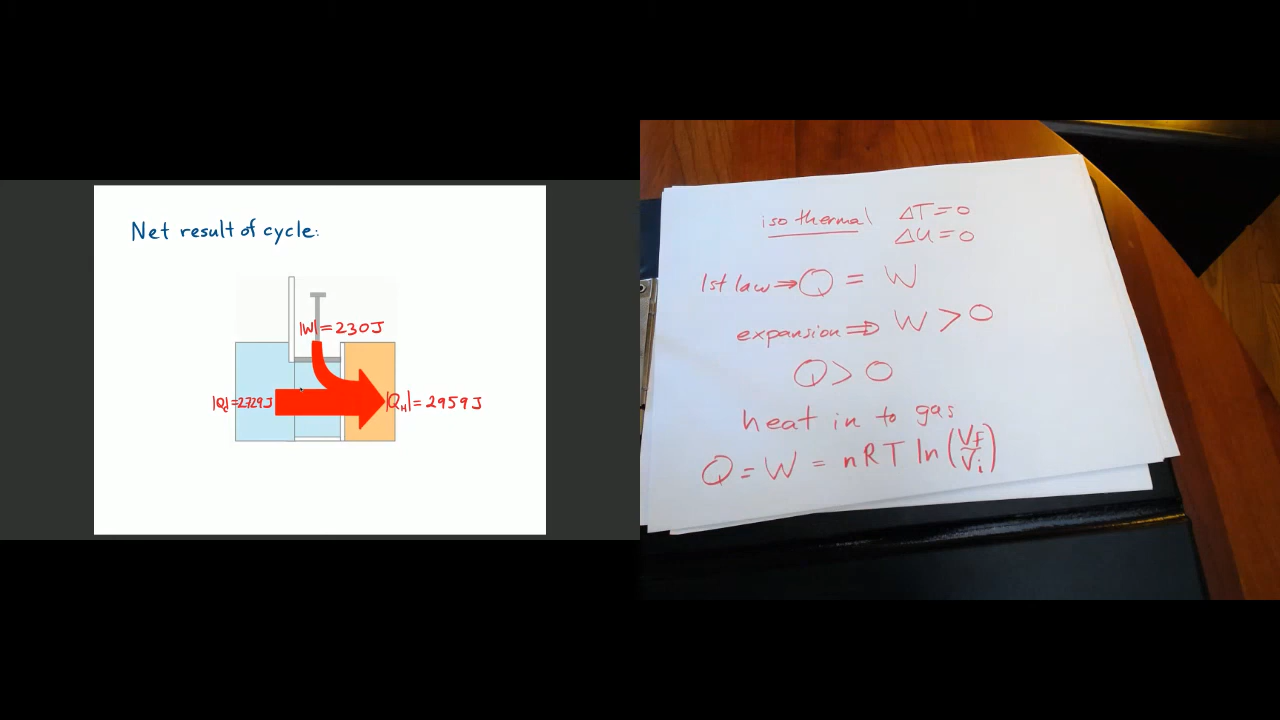 Net result of cycle:
|W| = 230J
|Qc|=2729J
|QH| = 2959J
isothermal ΔT=0
ΔU=0
1st law ⇒ Q = W
expansion ⇒ W > 0
Q > 0
heat in to gas
Q = W = nRT ln(Vf/Vi)